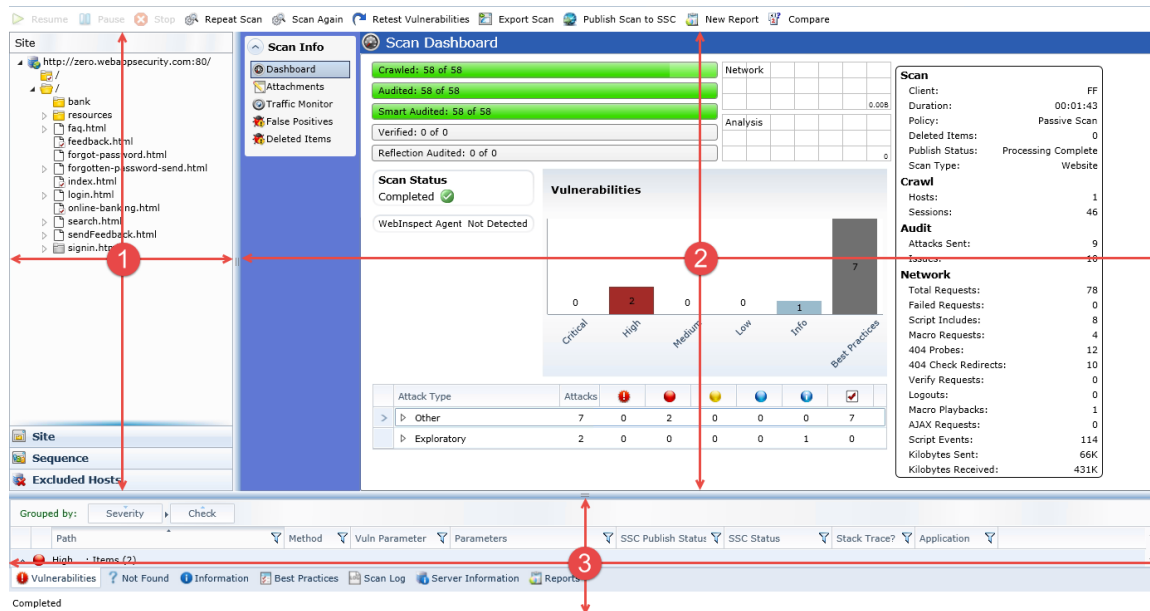 Resume Pause Stop Repeat Scan Scan Again Retest Vulnerabilities Export Scan Publish Scan to SSC New Report Compare
Site
http://zero.webappsecurity.com:80/
/
/
bank
resources
faq.html
feedback.html
forgot-password.html
forgotten-password-send.html
index.html
login.html
online-banking.html
search.html
sendFeedback.html
signin.html
1
Site
Sequence
Excluded Hosts
Scan Info
Dashboard
Attachments
Traffic Monitor
False Positives
Deleted Items
Scan Dashboard
Crawled: 58 of 58
Audited: 58 of 58
Smart Audited: 58 of 58
Verified: 0 of 0
Reflection Audited: 0 of 0
Network
0.00B
Analysis
0
Scan Status
Completed
WebInspect Agent Not Detected
Vulnerabilities
2
0 2 0 0 1 7
Critical High Medium Low Info Best Practices
Attack Type Attacks
Other 7 0 2 0 0 0 7
Exploratory 2 0 0 0 0 1 0
Scan
Client: FF
Duration: 00:01:43
Policy: Passive Scan
Deleted Items: 0
Publish Status: Processing Complete
Scan Type: Website
Crawl
Hosts: 1
Sessions: 46
Audit
Attacks Sent: 9
Issues: 10
Network
Total Requests: 78
Failed Requests: 0
Script Includes: 8
Macro Requests: 4
404 Probes: 12
404 Check Redirects: 10
Verify Requests: 0
Logouts: 0
Macro Playbacks: 1
AJAX Requests: 0
Script Events: 114
Kilobytes Sent: 66K
Kilobytes Received: 431K
Grouped by: Severity Check
Path Method Vuln Parameter Parameters SSC Publish Status SSC Status Stack Trace? Application
High : Items (2)
3
Vulnerabilities Not Found Information Best Practices Scan Log Server Information Reports
Completed